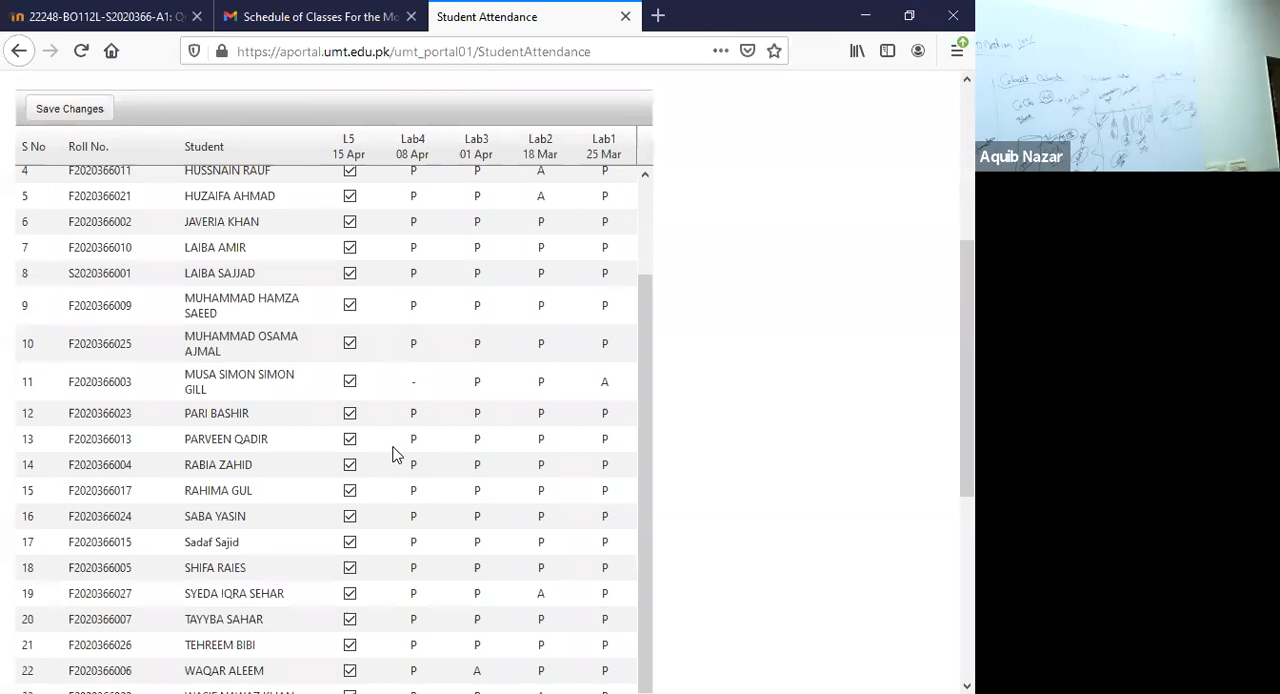 22248-BO112L-S2020366-A1: Q
Schedule of Classes For the Mo
Student Attendance
https://aportal.umt.edu.pk/umt_portal01/StudentAttendance
Aquib Nazar
Save Changes
S No Roll No. Student L5 15 Apr Lab4 08 Apr Lab3 01 Apr Lab2 18 Mar Lab1 25 Mar
4 F2020366011 HUSSNAIN RAUF P P A P
5 F2020366021 HUZAIFA AHMAD P P A P
6 F2020366002 JAVERIA KHAN P P P P
7 F2020366010 LAIBA AMIR P P P P
8 S2020366001 LAIBA SAJJAD P P P P
9 F2020366009 MUHAMMAD HAMZA SAEED P P P P
10 F2020366025 MUHAMMAD OSAMA AJMAL P P P P
11 F2020366003 MUSA SIMON SIMON GILL - P P A
12 F2020366023 PARI BASHIR P P P P
13 F2020366013 PARVEEN QADIR P P P P
14 F2020366004 RABIA ZAHID P P P P
15 F2020366017 RAHIMA GUL P P P P
16 F2020366024 SABA YASIN P P P P
17 F2020366015 Sadaf Sajid P P P P
18 F2020366005 SHIFA RAIES P P P P
19 F2020366027 SYEDA IQRA SEHAR P P A P
20 F2020366007 TAYYBA SAHAR P P P P
21 F2020366026 TEHREEM BIBI P P P P
22 F2020366006 WAQAR ALEEM P A P P